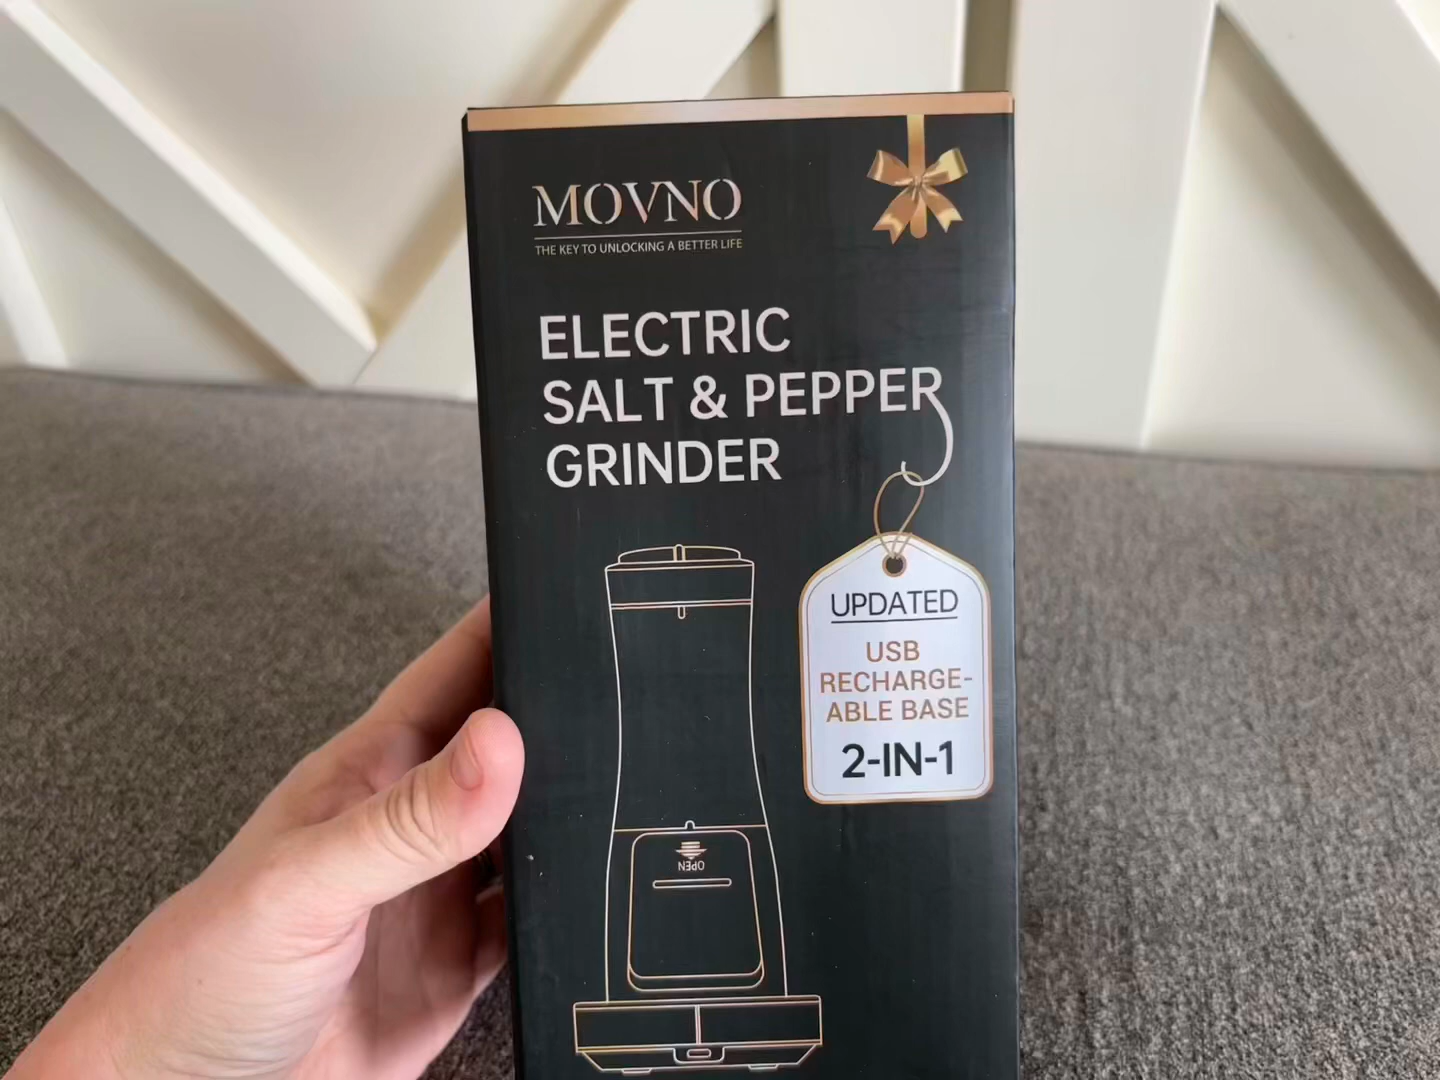 MOVNO
THE KEY TO UNLOCKING A BETTER LIFE
ELECTRIC
SALT & PEPPER
GRINDER
UPDATED
USB
RECHARGE-
ABLE BASE
2-IN-1
OPEN